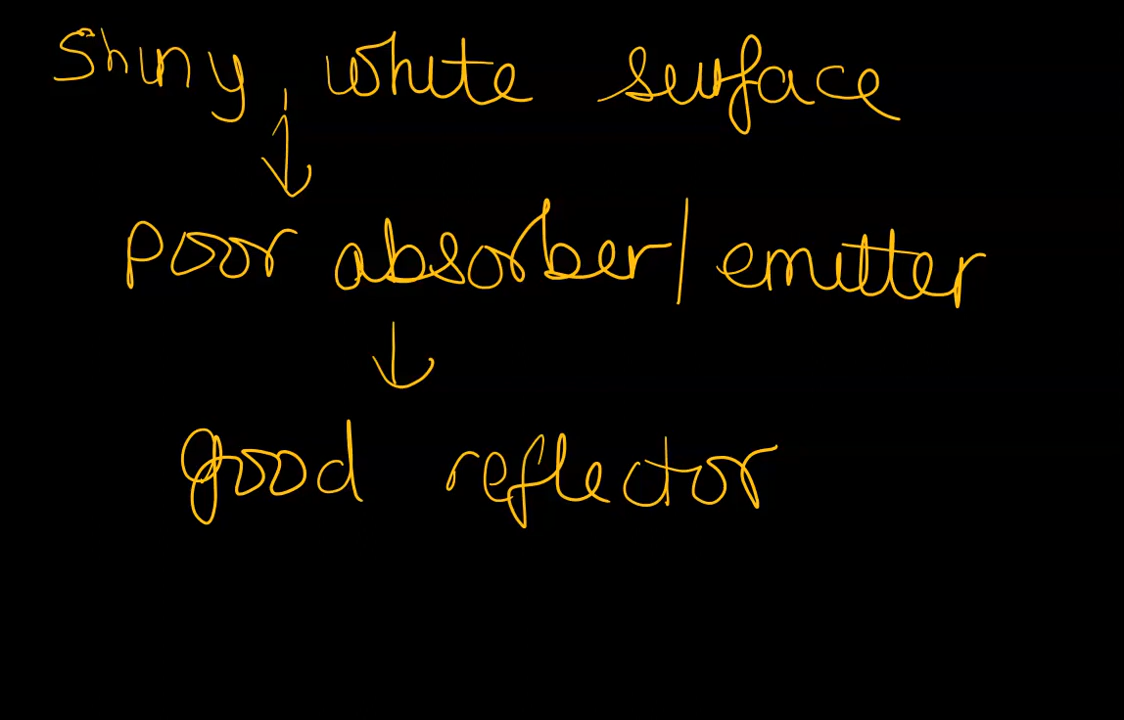 Shiny, white surface
↓
poor absorber/emitter
↓
good reflector